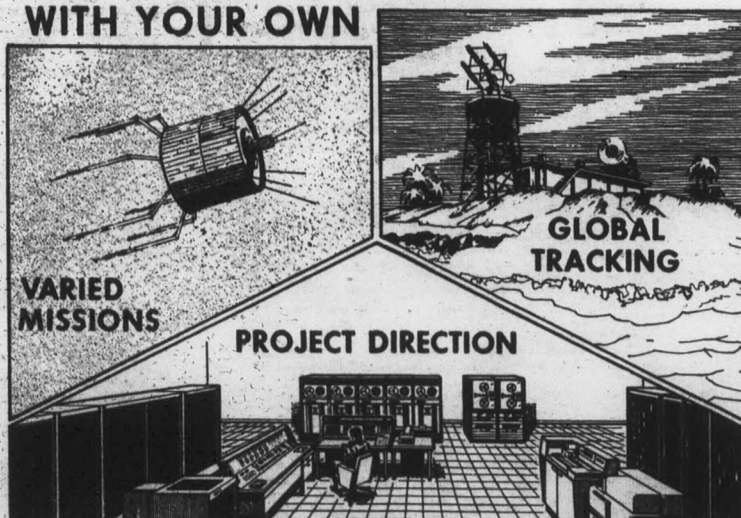 WITH YOUR OWN
VARIED
MISSIONS
GLOBAL
TRACKING
PROJECT DIRECTION